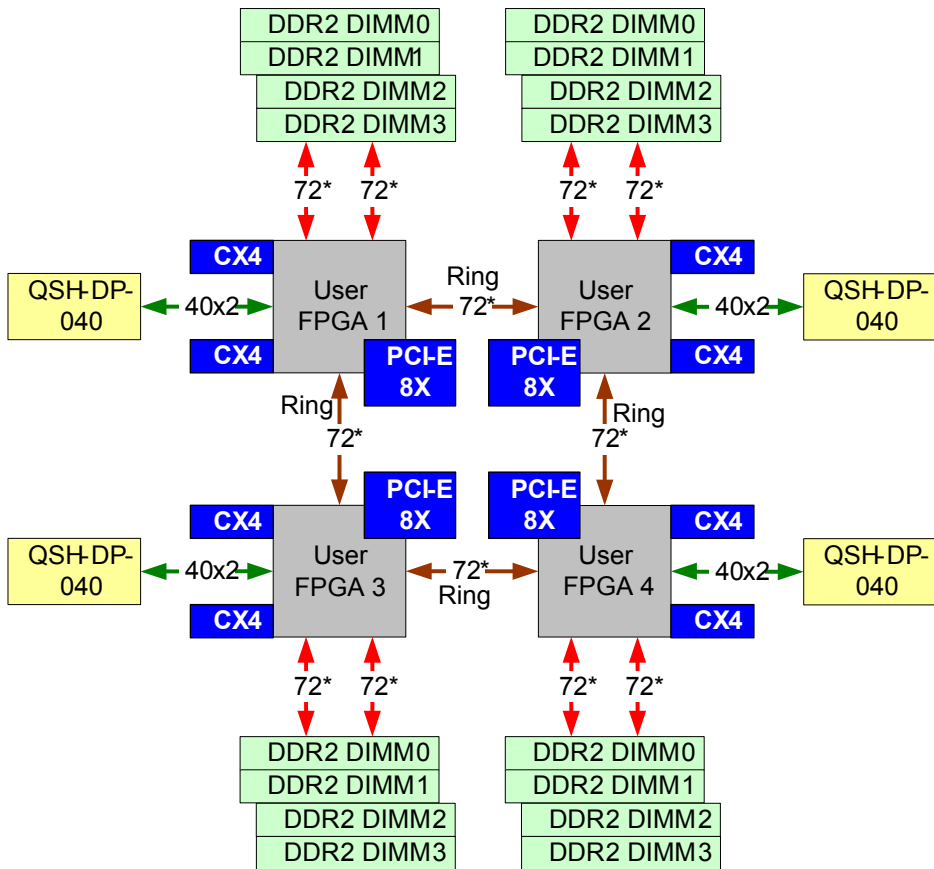 DDR2 DIMM0
DDR2 DIMM1
DDR2 DIMM2
DDR2 DIMM3
DDR2 DIMM0
DDR2 DIMM1
DDR2 DIMM2
DDR2 DIMM3
72* 72*
72* 72*
QSH-DP-
040
40x2
CX4
CX4
User
FPGA 1
PCI-E
8X
Ring
72*
User
FPGA 2
PCI-E
8X
CX4
CX4
40x2
QSH-DP-
040
Ring
72*
Ring
72*
QSH-DP-
040
40x2
CX4
CX4
User
FPGA 3
PCI-E
8X
72*
Ring
PCI-E
8X
User
FPGA 4
CX4
CX4
40x2
QSH-DP-
040
72* 72*
72* 72*
DDR2 DIMM0
DDR2 DIMM1
DDR2 DIMM2
DDR2 DIMM3
DDR2 DIMM0
DDR2 DIMM1
DDR2 DIMM2
DDR2 DIMM3